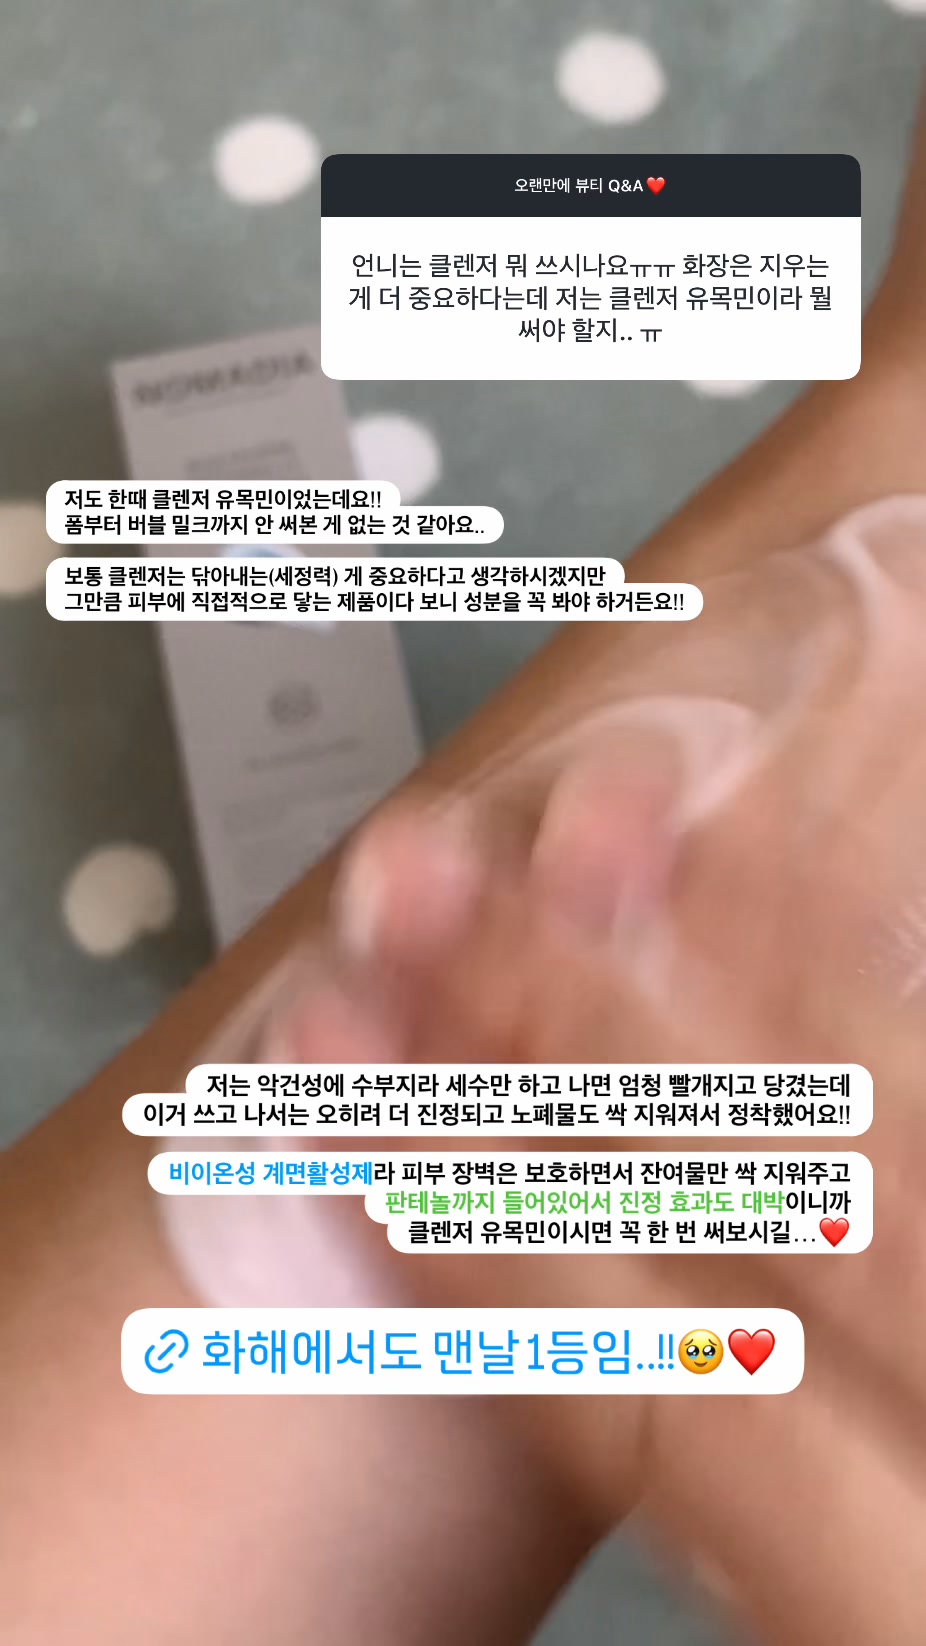 오랜만에 뷰티 Q&A❤️
언니는 클렌저 뭐 쓰시나요ㅠㅠ 화장은 지우는
게 더 중요하다는데 저는 클렌저 유목민이라 뭘
써야 할지.. ㅠ
저도 한때 클렌저 유목민이었는데요!!
폼부터 버블 밀크까지 안 써본 게 없는 것 같아요..
보통 클렌저는 닦아내는(세정력) 게 중요하다고 생각하시겠지만
그만큼 피부에 직접적으로 닿는 제품이다 보니 성분을 꼭 봐야 하거든요!!
저는 악건성에 수부지라 세수만 하고 나면 엄청 빨개지고 당겼는데
이거 쓰고 나서는 오히려 더 진정되고 노폐물도 싹 지워져서 정착했어요!!
비이온성 계면활성제라 피부 장벽은 보호하면서 잔여물만 싹 지워주고
판테놀까지 들어있어서 진정 효과도 대박이니까
클렌저 유목민이시면 꼭 한 번 써보시길...❤️
화해에서도 맨날1등임..!!🥹❤️